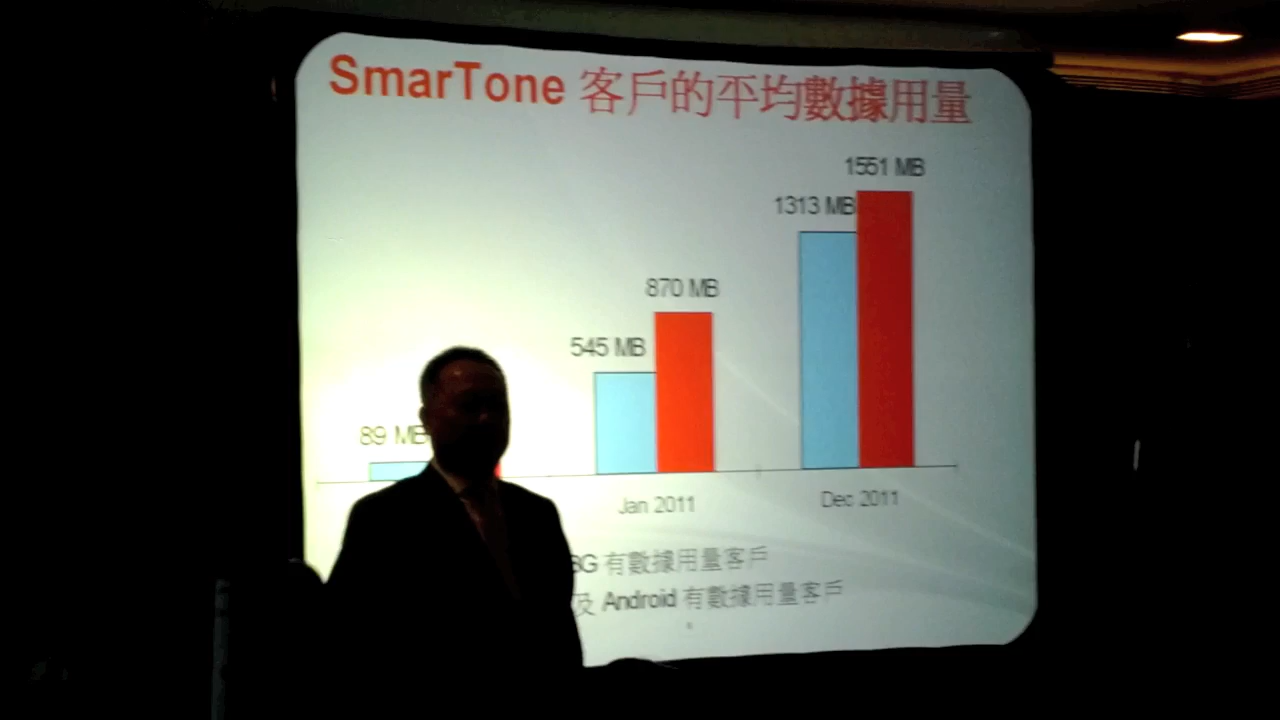 SmarTone 客戶的平均數據用量
1551 MB
1313 MB
870 MB
545 MB
89 MB
Jan 2011
Dec 2011
3G 有數據用量客戶
及 Android 有數據用量客戶